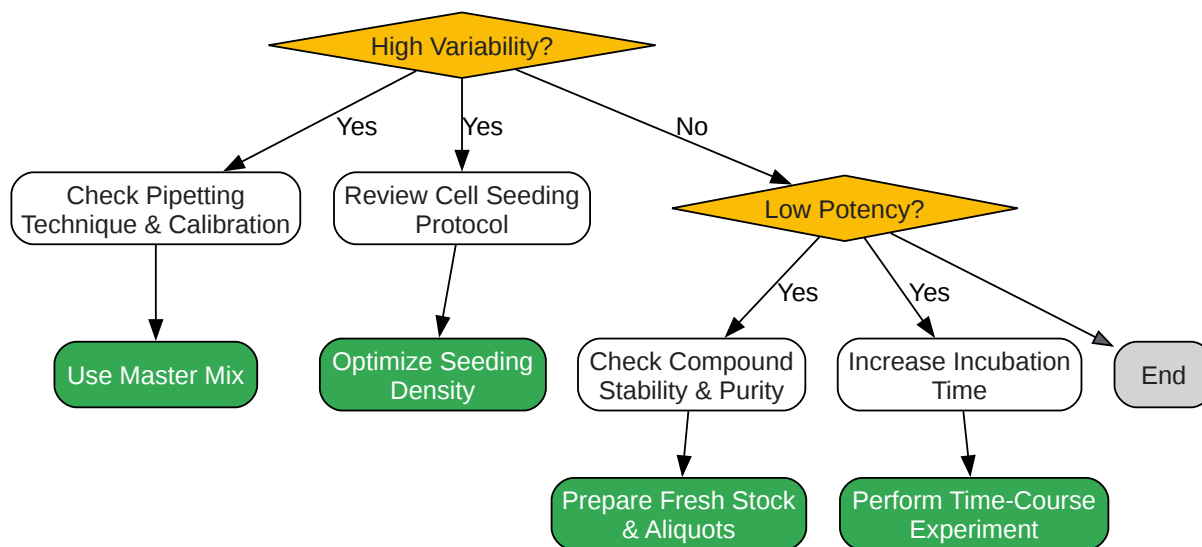 High Variability?
Yes
Yes
No
Check Pipetting
Technique & Calibration
Review Cell Seeding
Protocol
Low Potency?
Yes
Yes
Use Master Mix
Optimize Seeding
Density
Check Compound
Stability & Purity
Increase Incubation
Time
End
Prepare Fresh Stock
& Aliquots
Perform Time-Course
Experiment